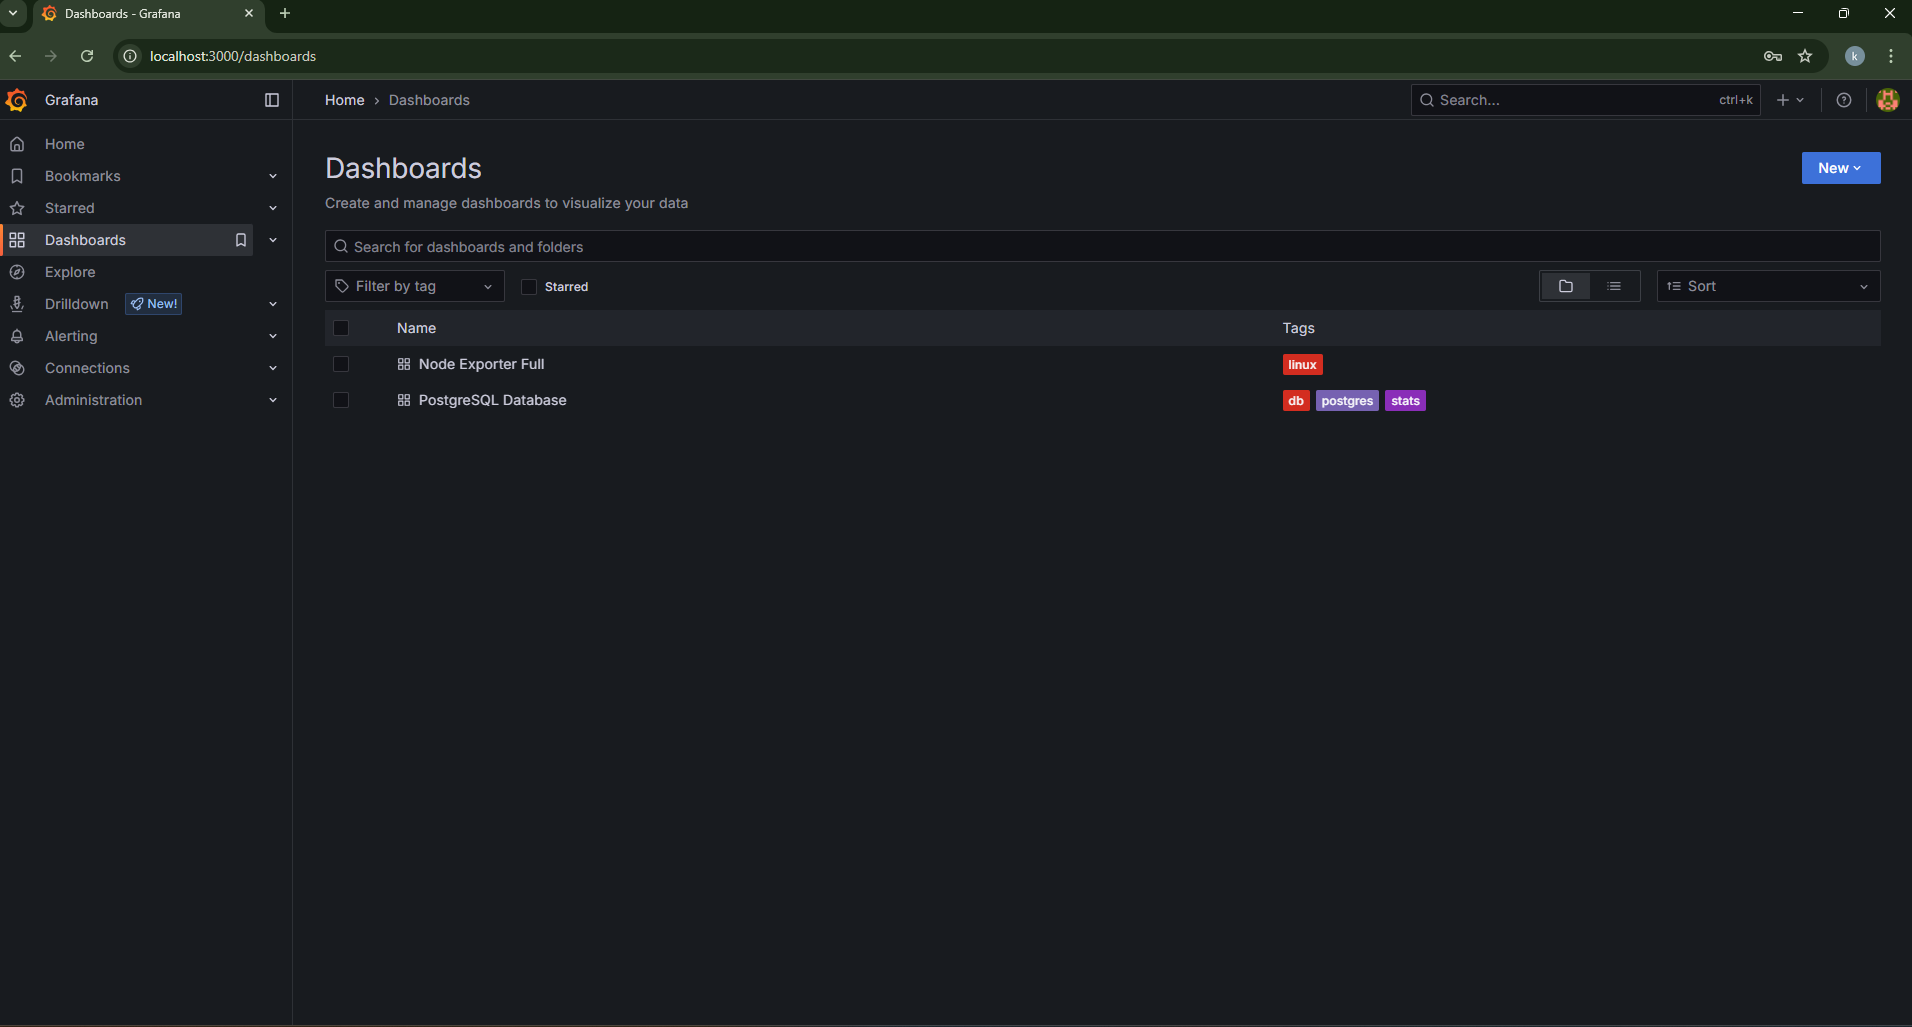 Dashboards - Grafana
localhost:3000/dashboards
k
Grafana
Home › Dashboards
Search...
ctrl+k
Home
Bookmarks
Starred
Dashboards
Explore
Drilldown
New!
Alerting
Connections
Administration
Dashboards
New
Create and manage dashboards to visualize your data
Search for dashboards and folders
Filter by tag
Starred
Sort
Name
Tags
Node Exporter Full
linux
PostgreSQL Database
db postgres stats